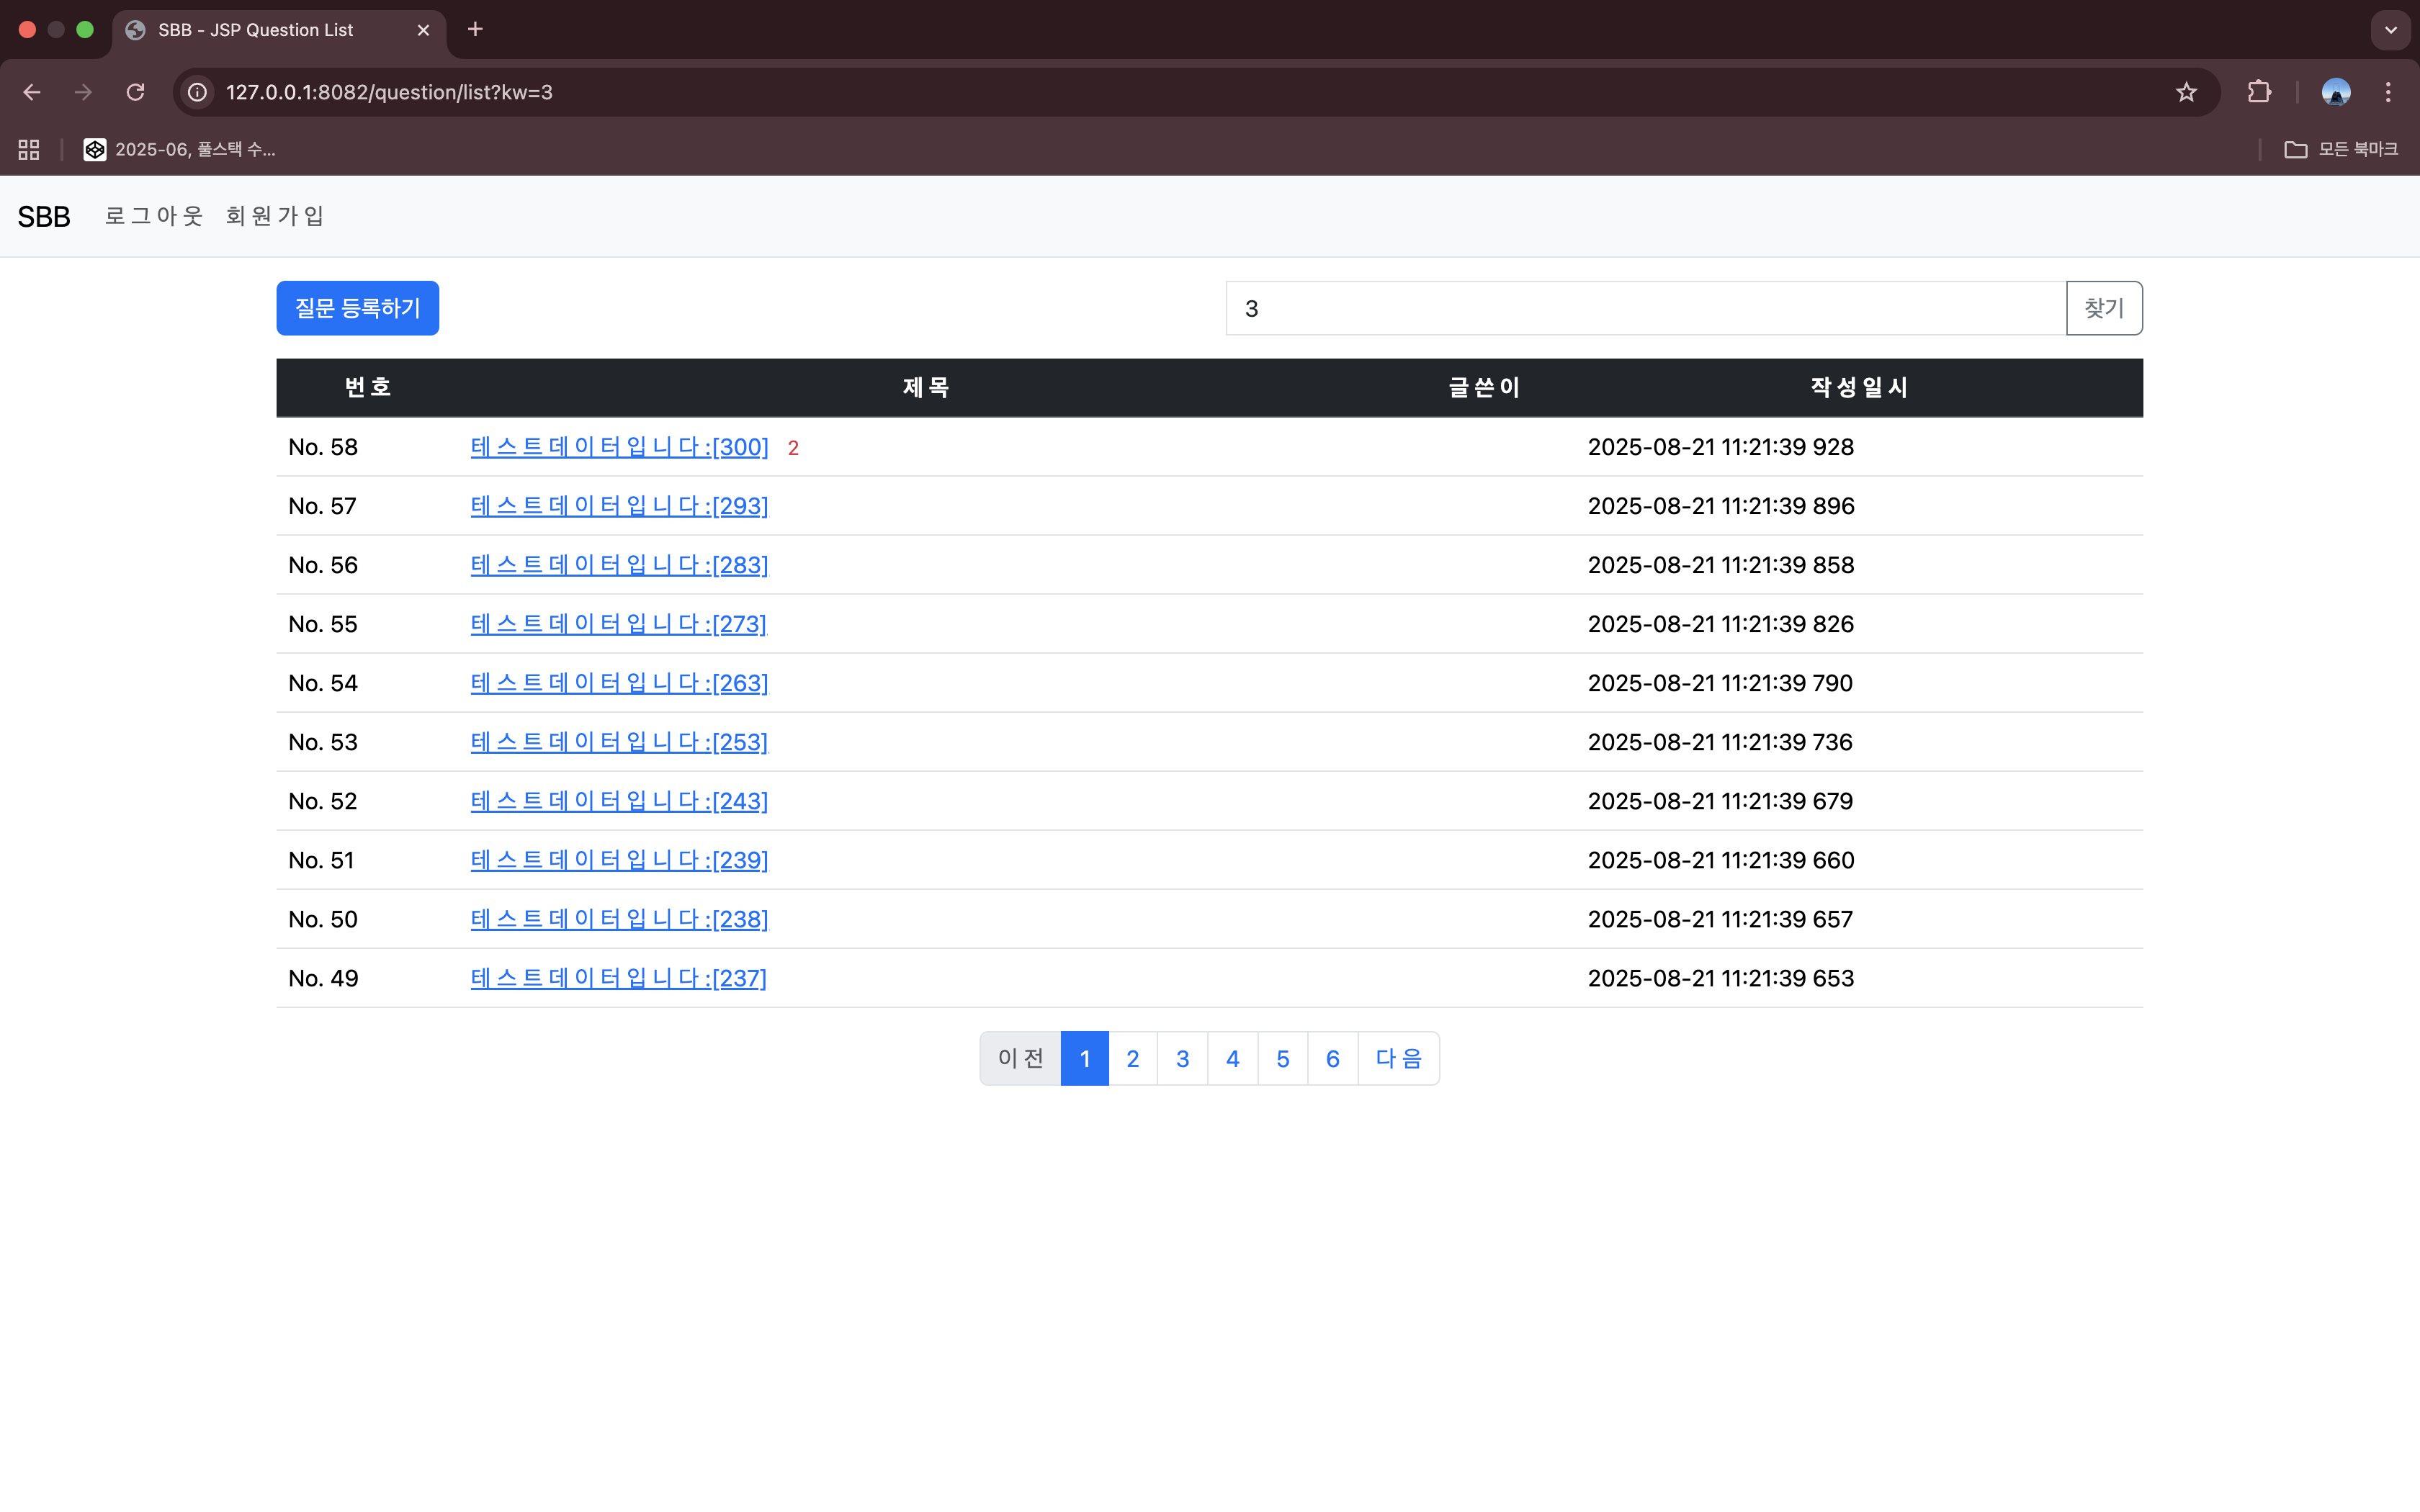 SBB - JSP Question List
127.0.0.1:8082/question/list?kw=3
2025-06, 풀스택 수...
모든 북마크
SBB 로그아웃 회원가입
질문 등록하기 3 찾기
번호 제목 글쓴이 작성일시
No. 58 테스트데이터입니다:[300] 2 2025-08-21 11:21:39 928
No. 57 테스트데이터입니다:[293] 2025-08-21 11:21:39 896
No. 56 테스트데이터입니다:[283] 2025-08-21 11:21:39 858
No. 55 테스트데이터입니다:[273] 2025-08-21 11:21:39 826
No. 54 테스트데이터입니다:[263] 2025-08-21 11:21:39 790
No. 53 테스트데이터입니다:[253] 2025-08-21 11:21:39 736
No. 52 테스트데이터입니다:[243] 2025-08-21 11:21:39 679
No. 51 테스트데이터입니다:[239] 2025-08-21 11:21:39 660
No. 50 테스트데이터입니다:[238] 2025-08-21 11:21:39 657
No. 49 테스트데이터입니다:[237] 2025-08-21 11:21:39 653
이전 1 2 3 4 5 6 다음